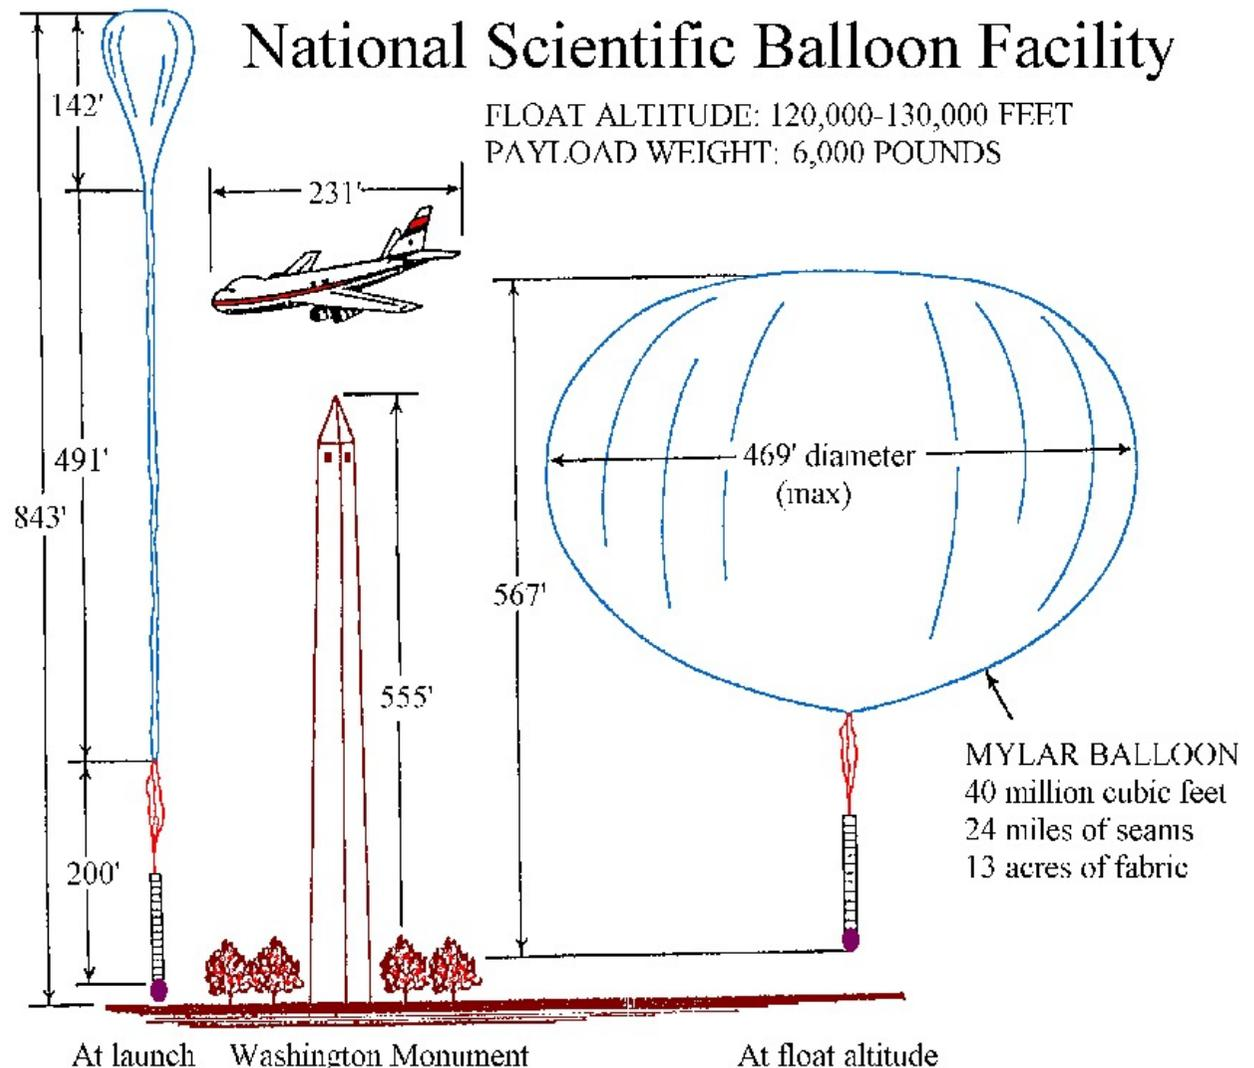 National Scientific Balloon Facility
FLOAT ALTITUDE: 120,000-130,000 FEET
PAYLOAD WEIGHT: 6,000 POUNDS
142'
231'
491'
843'
469' diameter
(max)
567'
555'
MYLAR BALLOON
40 million cubic feet
24 miles of seams
13 acres of fabric
200'
At launch
Washington Monument
At float altitude